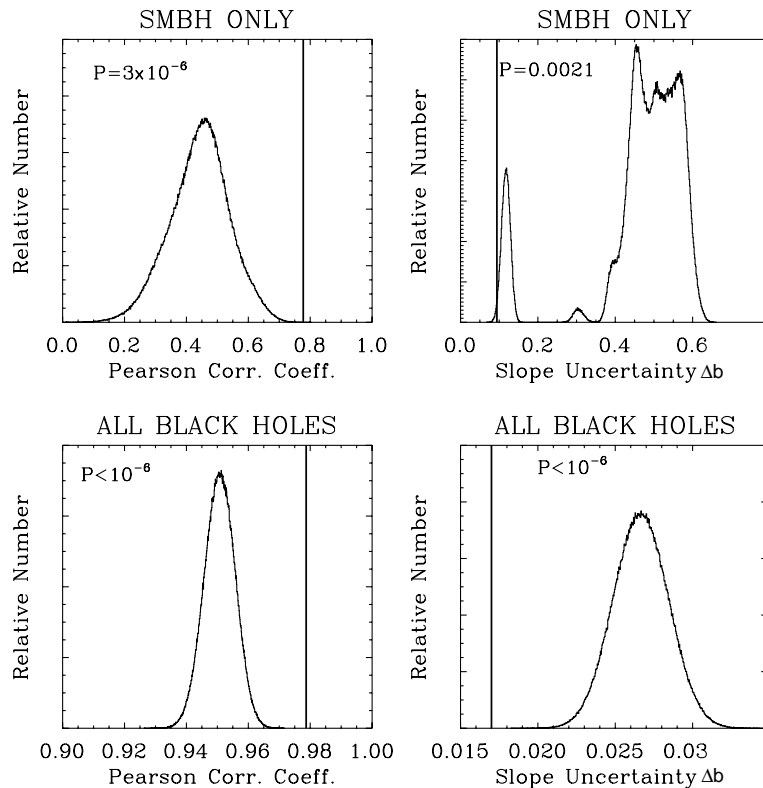 SMBH ONLY
P=3x10⁻⁶
Relative Number
0.0 0.2 0.4 0.6 0.8 1.0
Pearson Corr. Coeff.
SMBH ONLY
P=0.0021
Relative Number
0.0 0.2 0.4 0.6
Slope Uncertainty Δb
ALL BLACK HOLES
P<10⁻⁶
Relative Number
0.90 0.92 0.94 0.96 0.98 1.00
Pearson Corr. Coeff.
ALL BLACK HOLES
P<10⁻⁶
Relative Number
0.015 0.020 0.025 0.03
Slope Uncertainty Δb